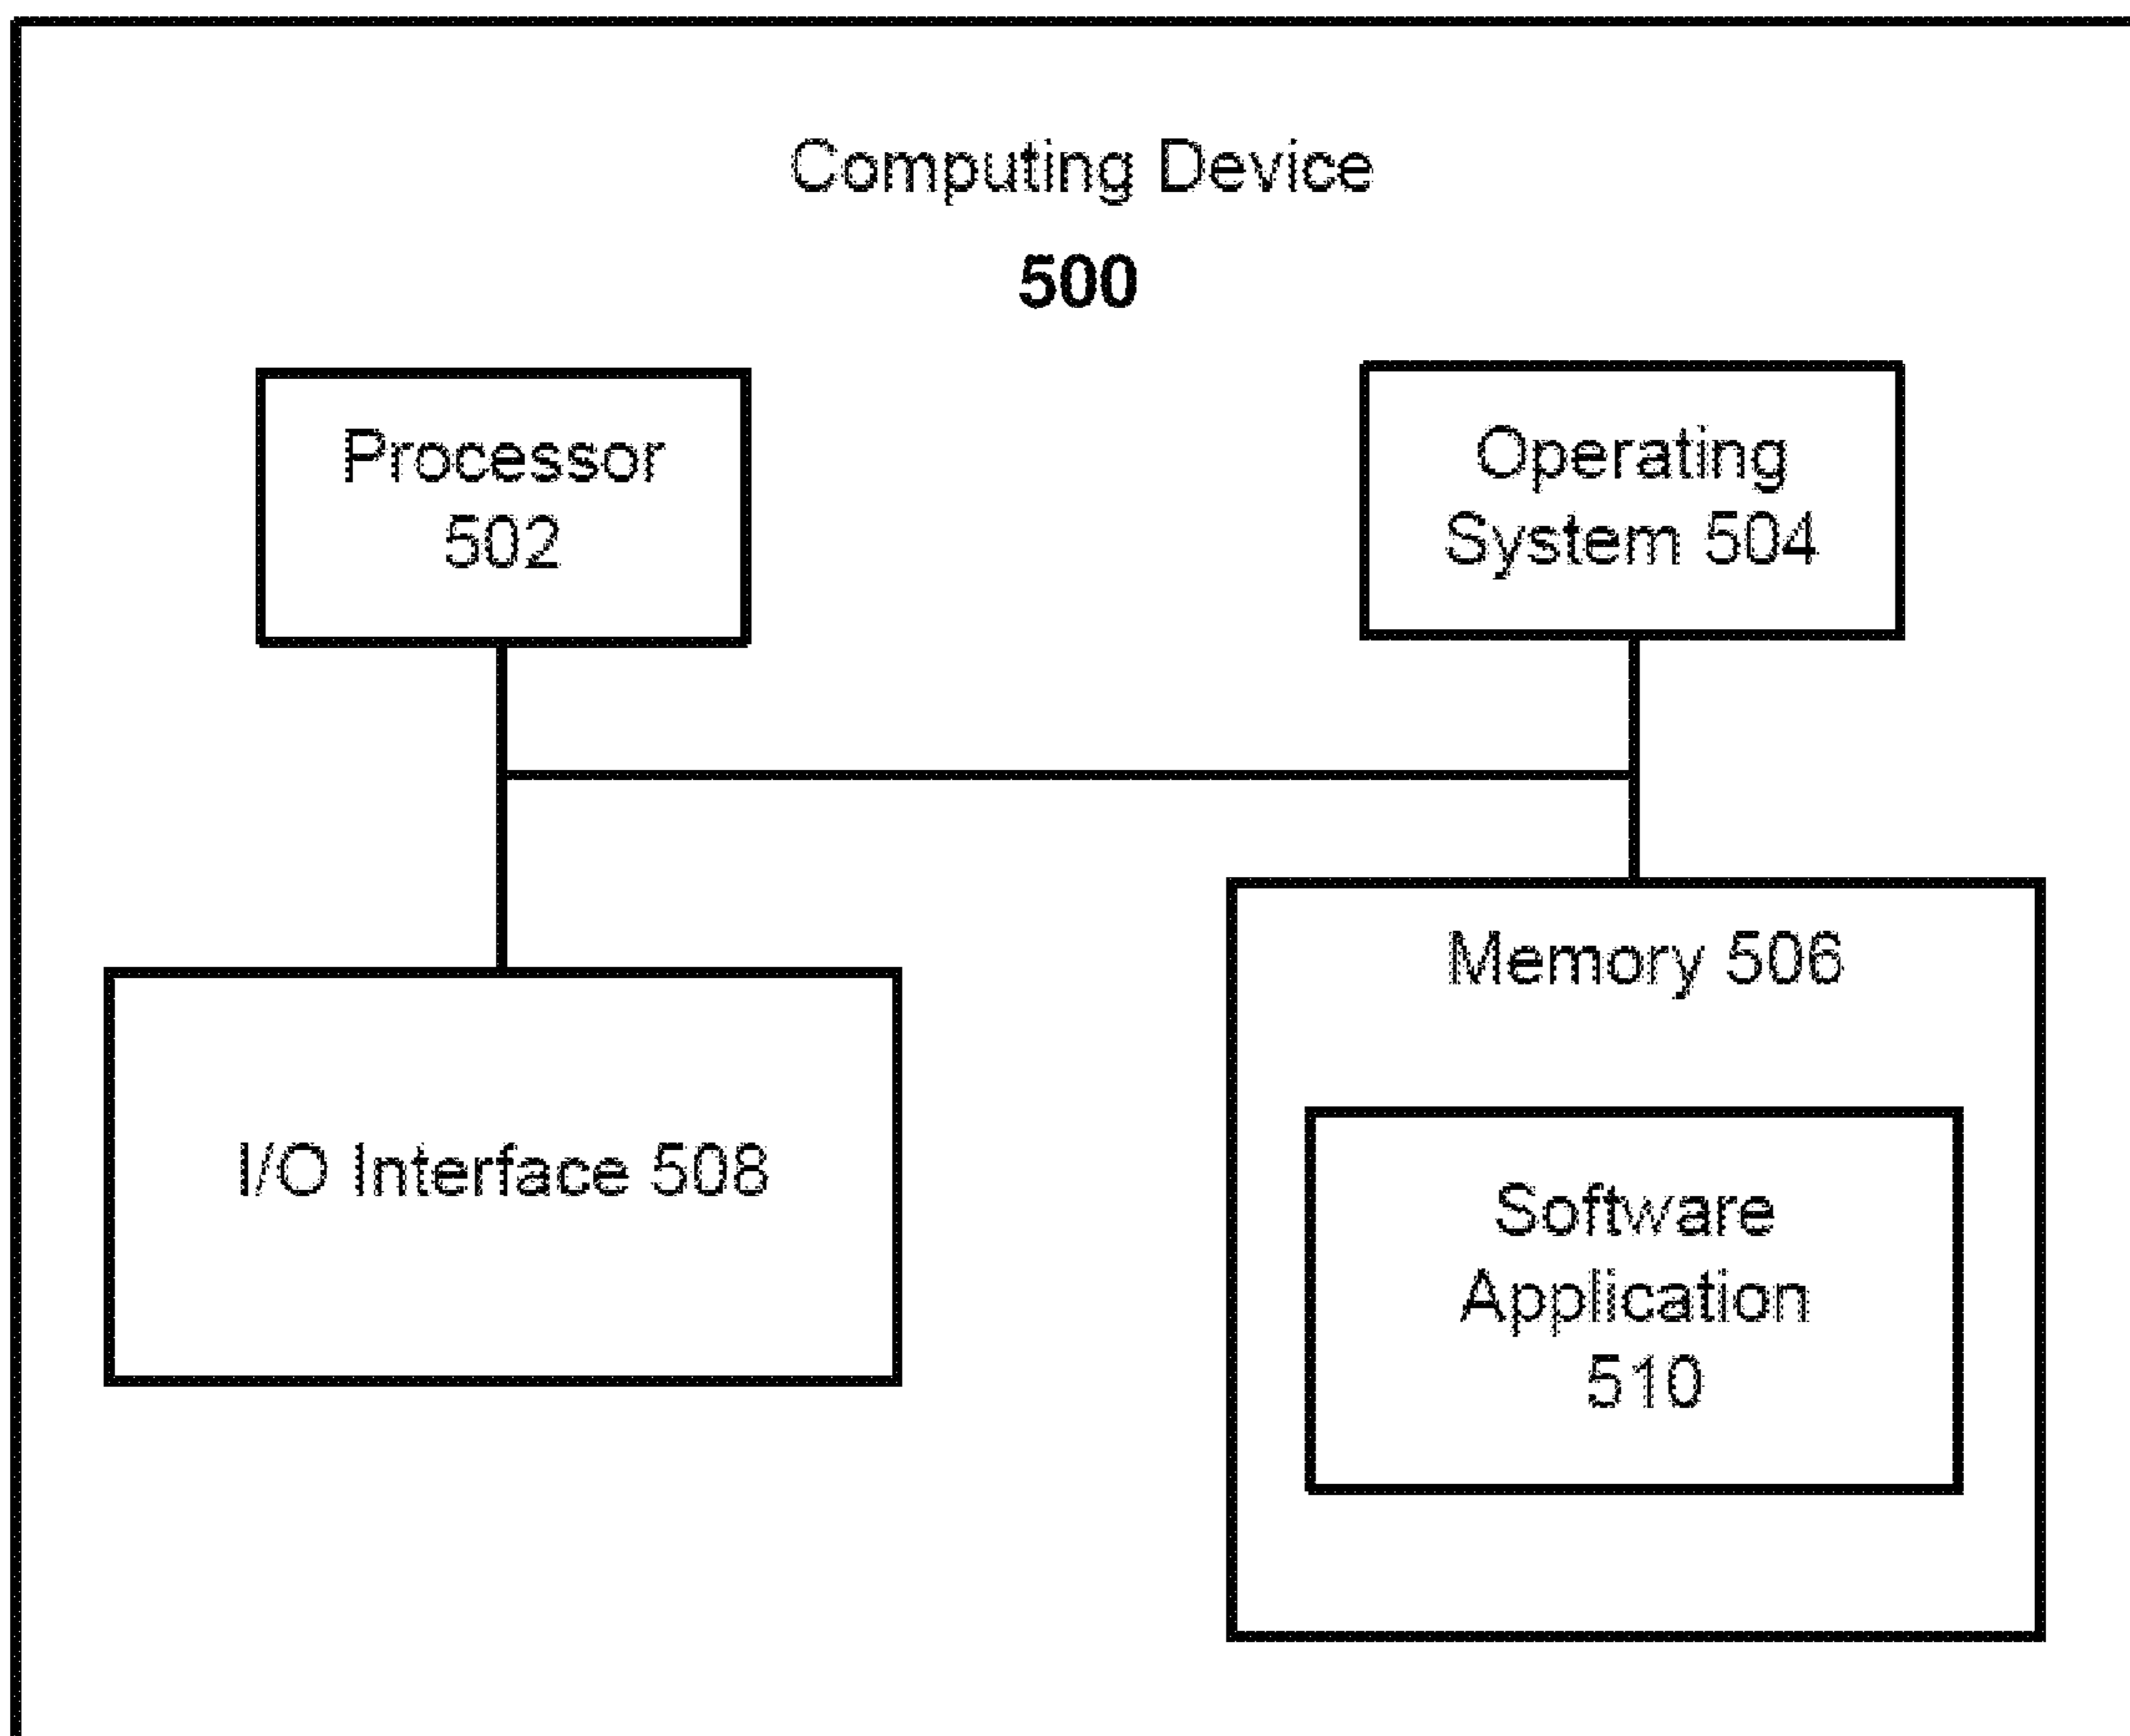 Computing Device
500
Processor
502
Operating
System 504
Memory 506
I/O Interface 508
Software
Application
510